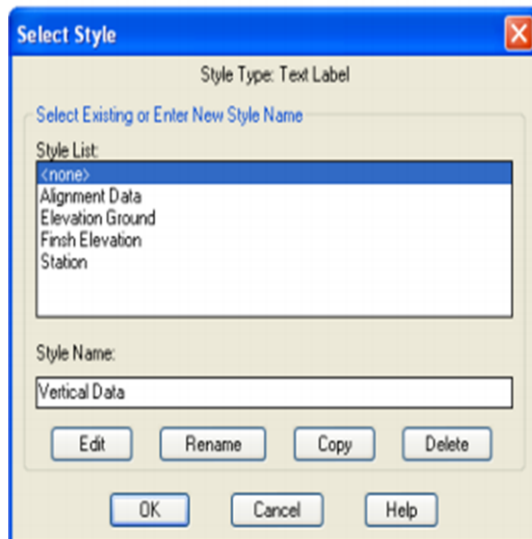 Select Style
Style Type: Text Label
Select Existing or Enter New Style Name
Style List:
<none>
Alignment Data
Elevation Ground
Finsh Elevation
Station
Style Name:
Vertical Data
Edit Rename Copy Delete
OK Cancel Help